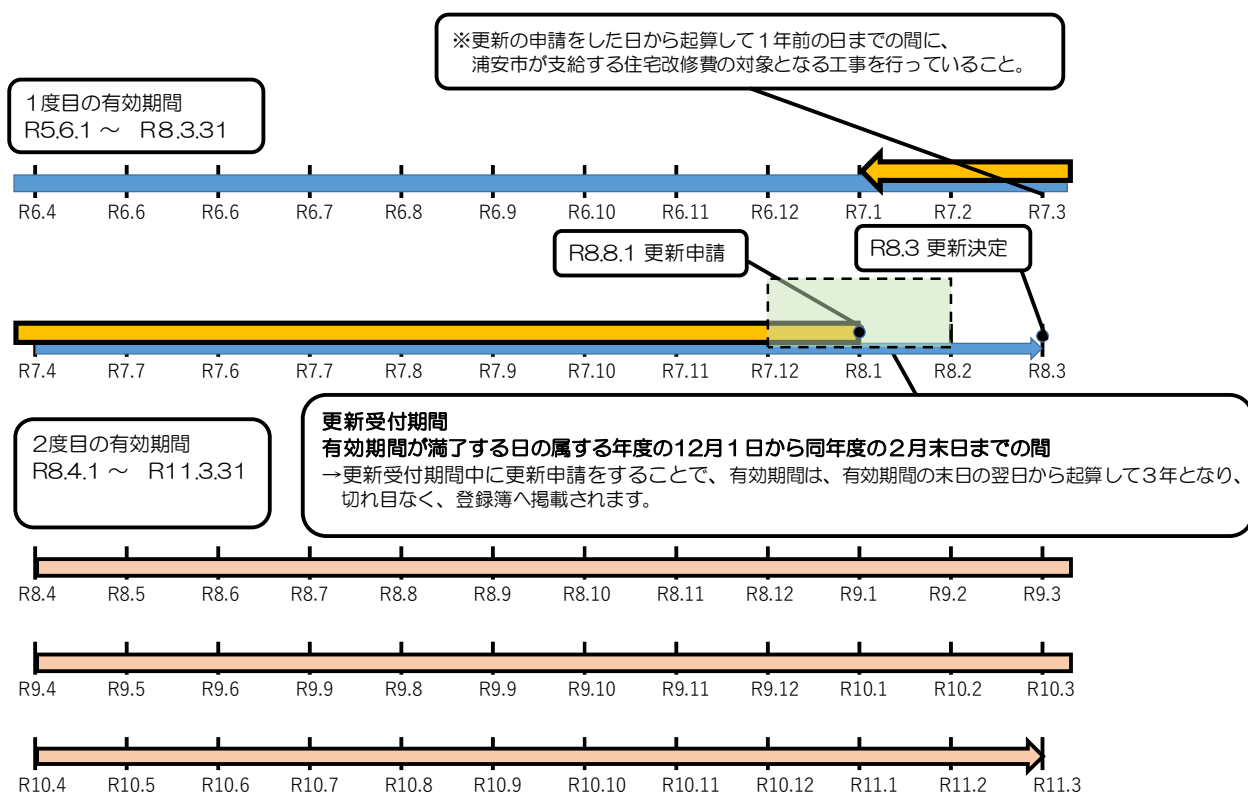 ※更新の申請をした日から起算して１年前の日までの間に、
浦安市が支給する住宅改修費の対象となる工事を行っていること。
１度目の有効期間
R5.6.1 ～ R8.3.31
R6.4 R6.6 R6.6 R6.7 R6.8 R6.9 R6.10 R6.11 R6.12 R7.1 R7.2 R7.3
R8.8.1 更新申請
R8.3 更新決定
R7.4 R7.7 R7.6 R7.7 R7.8 R7.9 R7.10 R7.11 R7.12 R8.1 R8.2 R8.3
更新受付期間
有効期間が満了する日の属する年度の12月１日から同年度の２月末日までの間
→更新受付期間中に更新申請をすることで、有効期間は、有効期間の末日の翌日から起算して３年となり、
切れ目なく、登録簿へ掲載されます。
２度目の有効期間
R8.4.1 ～ R11.3.31
R8.4 R8.5 R8.6 R8.7 R8.8 R8.9 R8.10 R8.11 R8.12 R9.1 R9.2 R9.3
R9.4 R9.5 R9.6 R9.9 R9.8 R9.9 R9.10 R9.11 R9.12 R10.1 R10.2 R10.3
R10.4 R10.5 R10.6 R10.7 R10.8 R10.9 R10.10 R10.11 R10.12 R11.1 R11.2 R11.3